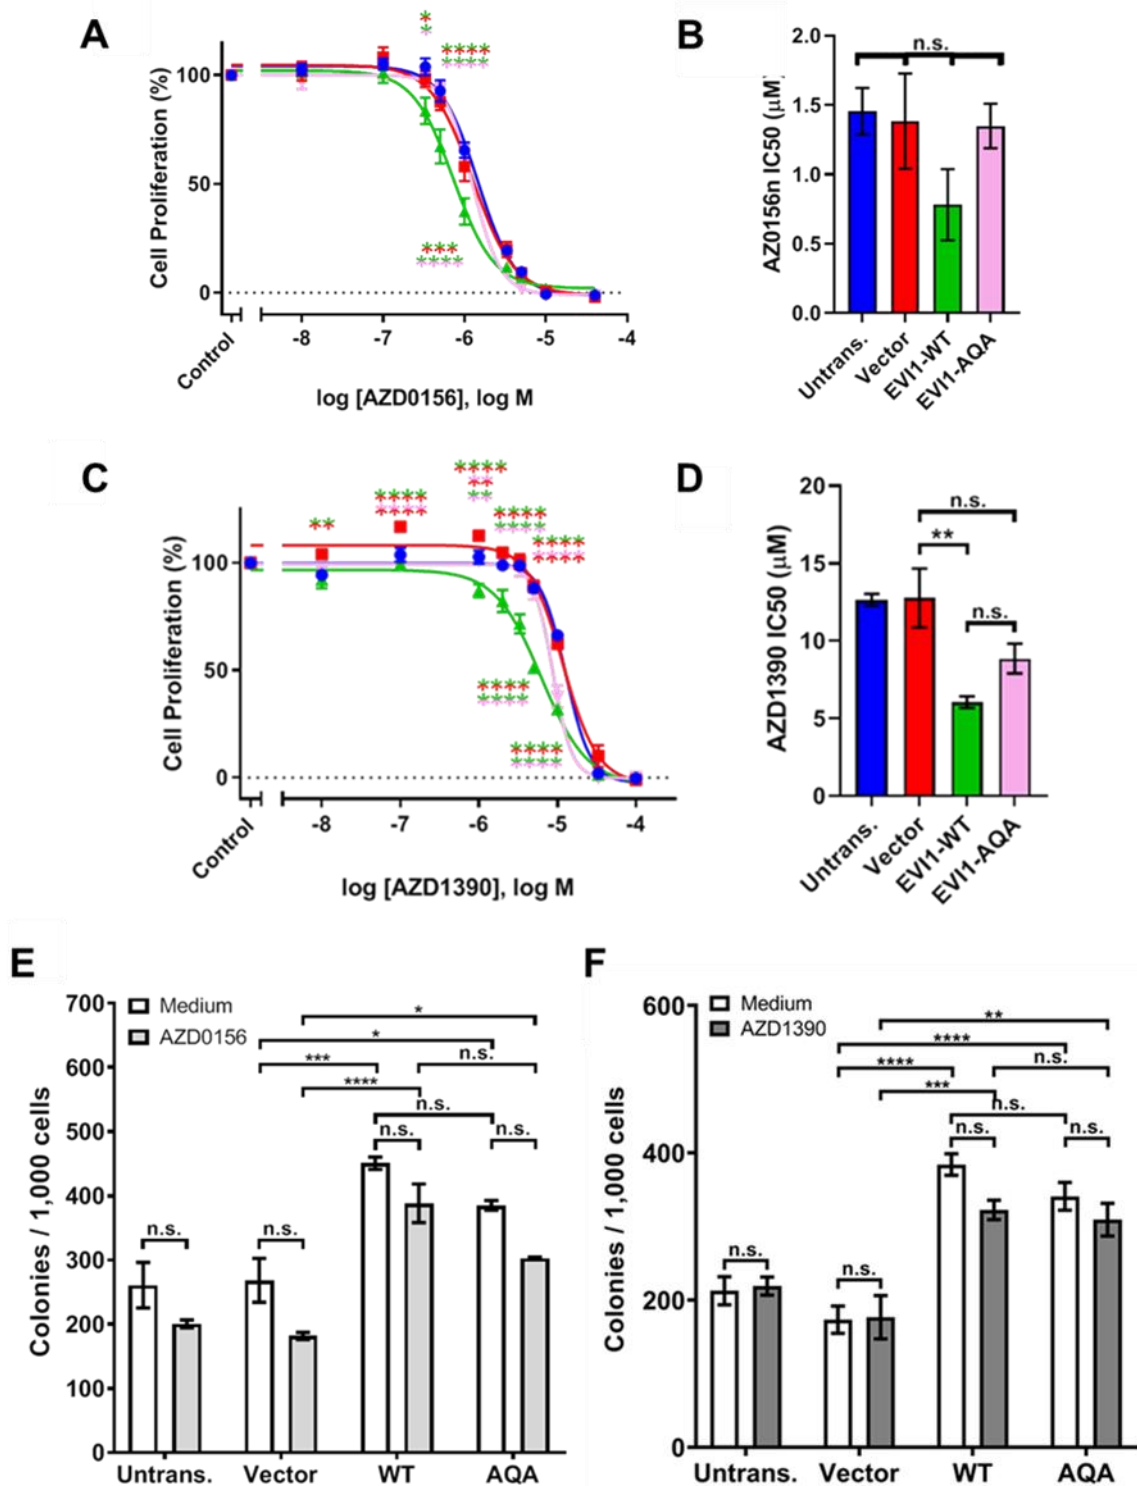 A
Cell Proliferation (%)
100
50
0
*
*
****
****
***
****
Control
-8
-7
-6
-5
-4
log [AZD0156], log M
B
AZ0156n IC50 (μM)
2.0
1.5
1.0
0.5
0.0
n.s.
Untrans.
Vector
EVI1-WT
EVI1-AQA
C
Cell Proliferation (%)
100
50
0
**
****
****
****
**
**
****
****
****
****
****
****
****
****
Control
-8
-7
-6
-5
-4
log [AZD1390], log M
D
AZD1390 IC50 (μM)
20
15
10
5
0
n.s.
**
n.s.
Untrans.
Vector
EVI1-WT
EVI1-AQA
E
Colonies / 1,000 cells
700
600
500
400
300
200
100
0
Medium
AZD0156
*
*
***
n.s.
****
n.s.
n.s.
n.s.
n.s.
n.s.
Untrans.
Vector
WT
AQA
F
Colonies / 1,000 cells
600
400
200
0
Medium
AZD1390
**
****
****
n.s.
***
n.s.
n.s.
n.s.
n.s.
n.s.
Untrans.
Vector
WT
AQA